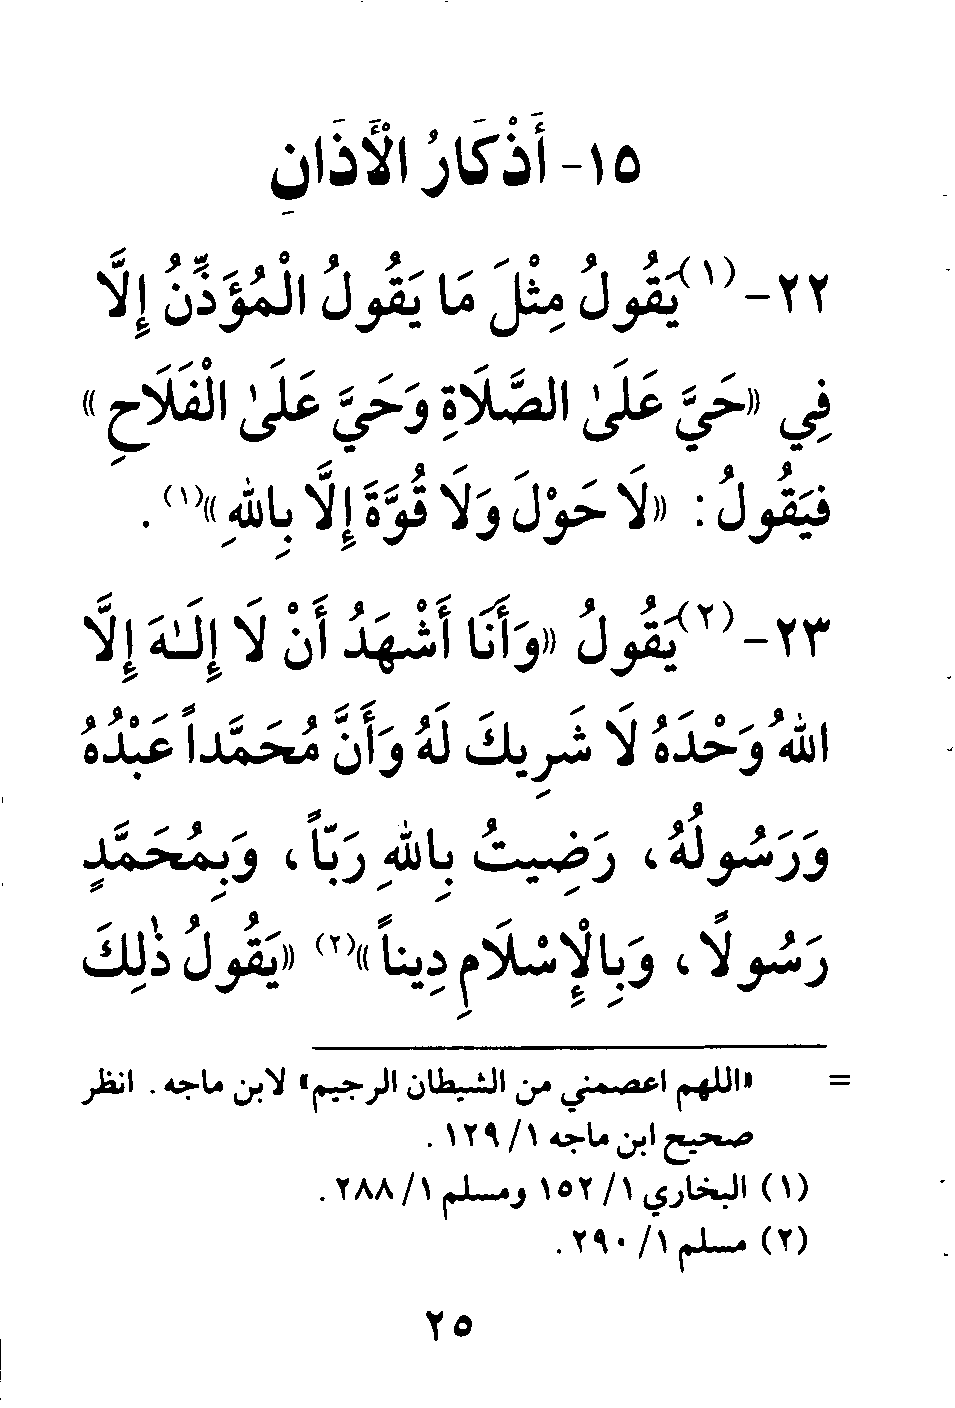 ١٥- أَذْكَارُ الْأَذَانِ
٢٢-(١)يَقُولُ مِثْلَ مَا يَقُولُ الْمُؤَذِّنُ إِلَّا
فِي «حَيَّ عَلَىٰ الصَّلَاةِ وَحَيَّ عَلَىٰ الْفَلَاحِ»
فيَقُولُ: «لَا حَوْلَ وَلَا قُوَّةَ إِلَّا بِاللهِ»(١).
٢٣-(٢)يَقُولُ «وَأَنَا أَشْهَدُ أَنْ لَا إِلَـٰهَ إِلَّا
اللهُ وَحْدَهُ لَا شَرِيكَ لَهُ وَأَنَّ مُحَمَّداً عَبْدُهُ
وَرَسُولُهُ، رَضِيتُ بِاللهِ رَبّاً، وَبِمُحَمَّدٍ
رَسُولًا، وَبِالْإِسْلَامِ دِيناً»(٢) «يَقُولُ ذٰلِكَ
= «اللهم اعصمني من الشيطان الرجيم» لابن ماجه . انظر
صحيح ابن ماجه ١/١٢٩ .
(١) البخاري ١/١٥٢ ومسلم ١/٢٨٨ .
(٢) مسلم ١/٢٩٠ .
٢٥